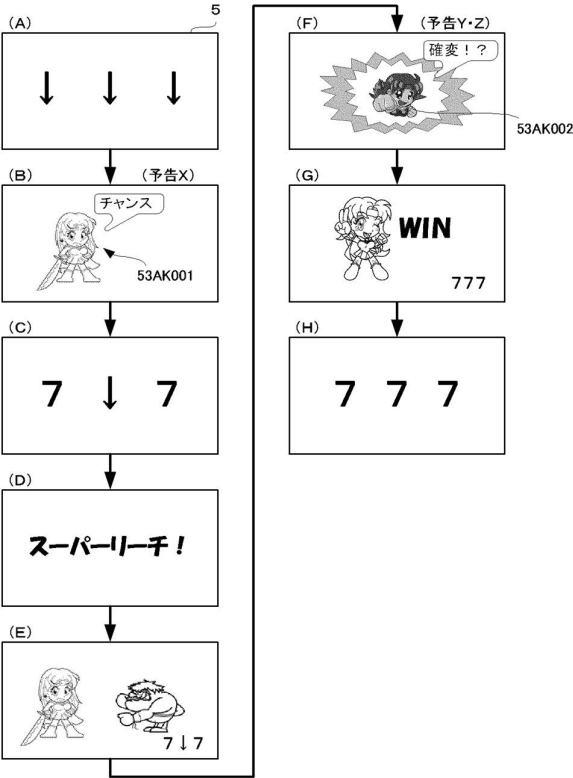 (A)
5
↓ ↓ ↓
(B) (予告X)
チャンス
53AK001
(C)
7 ↓ 7
(D)
スーパーリーチ!
(E)
7↓7
(F) (予告Y・Z)
確変!?
53AK002
(G)
WIN
777
(H)
7 7 7